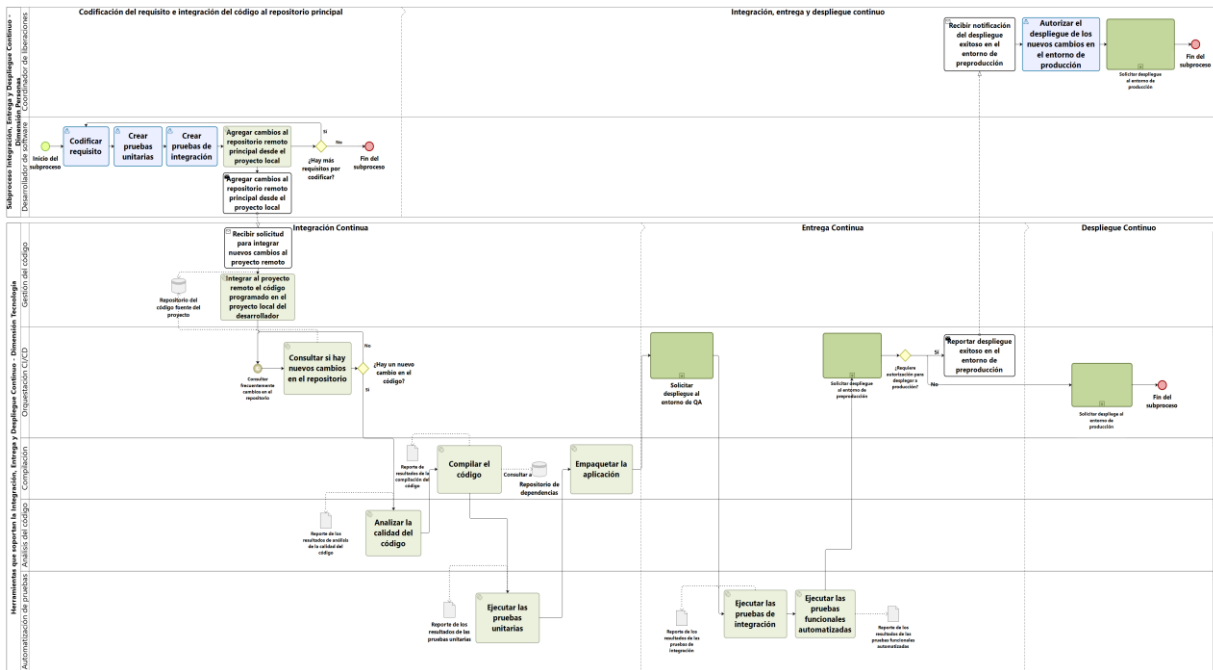 Subproceso Integración, Entrega y Despliegue Continuo -
Dimensión Personas
Codificación del requisito e integración del código al repositorio principal
Integración, entrega y despliegue continuo
Coordinador de liberaciones
Recibir notificación
del despliegue
exitoso en el
entorno de
preproducción
Autorizar el
despliegue de los
nuevos cambios en
el entorno de
producción
Solicitar despliegue
al entorno de
producción
Fin del
subproceso
Desarrollador de software
Inicio del
subproceso
Codificar
requisito
Crear
pruebas
unitarias
Crear
pruebas de
integración
Agregar cambios al
repositorio remoto
principal desde el
proyecto local
Si
No
¿Hay más
requisitos por
codificar?
Fin del
subproceso
Agregar cambios al
repositorio remoto
principal desde el
proyecto local
Herramientas que soportan la Integración, Entrega y Despliegue Continuo - Dimensión Tecnología
Integración Continua
Entrega Continua
Despliegue Continuo
Gestión del código
Recibir solicitud
para integrar
nuevos cambios al
proyecto remoto
Integrar al proyecto
remoto el código
programado en el
proyecto local del
desarrollador
Repositorio del
código fuente del
proyecto
Orquestación CI/CD
Consultar
frecuentemente
cambios en el
repositorio
Consultar si hay
nuevos cambios
en el repositorio
No
¿Hay un nuevo
cambio en el
código?
Si
Solicitar
despliegue al
entorno de QA
Solicitar despliegue
al entorno de
preproducción
¿Requiere
autorización para
desplegar a
producción?
Si
No
Reportar despliegue
exitoso en el
entorno de
preproducción
Solicitar despliegue al
entorno de
producción
Fin del
subproceso
Compilación
Reporte de
resultados de la
compilación del
código
Compilar el
código
Consultar a
Repositorio de
dependencias
Empaquetar la
aplicación
Análisis del código
Reporte de los
resultados de análisis
de la calidad del
código
Analizar la
calidad del
código
Automatización de pruebas
Reporte de los
resultados de las
pruebas unitarias
Ejecutar las
pruebas
unitarias
Reporte de los
resultados de las
pruebas de
integración
Ejecutar las
pruebas de
integración
Ejecutar las
pruebas
funcionales
automatizadas
Reporte de los
resultados de las
pruebas funcionales
automatizadas